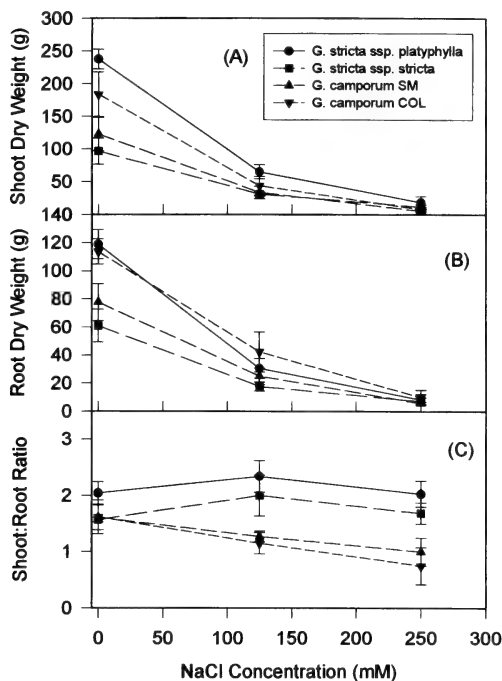 (A)
G. stricta ssp. platyphylla
G. stricta ssp. stricta
G. camporum SM
G. camporum COL
Shoot Dry Weight (g)
300
250
200
150
100
50
140
(B)
Root Dry Weight (g)
120
100
80
60
40
20
0
(C)
Shoot:Root Ratio
3
2
1
0
0 50 100 150 200 250 300
NaCl Concentration (mM)